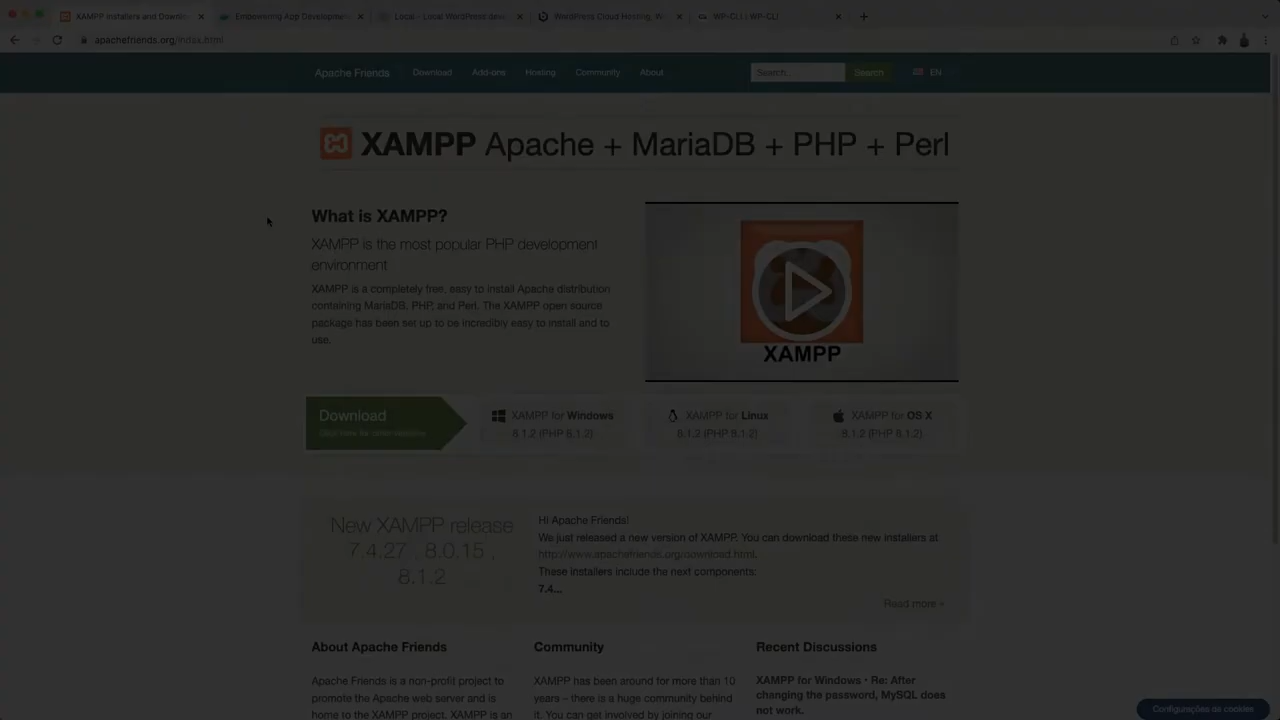 XAMPP Installers and Downlo
Empowering App Developmen
Local - Local WordPress deve
WordPress Cloud Hosting, W
WP-CLI | WP-CLI
apachefriends.org/index.html
Apache Friends
Download
Add-ons
Hosting
Community
About
Search...
Search
EN
XAMPP Apache + MariaDB + PHP + Perl
What is XAMPP?
XAMPP is the most popular PHP development
environment
XAMPP is a completely free, easy to install Apache distribution
containing MariaDB, PHP, and Perl. The XAMPP open source
package has been set up to be incredibly easy to install and to
use.
XAMPP
Download
Click here for other versions
XAMPP for Windows
8.1.2 (PHP 8.1.2)
XAMPP for Linux
8.1.2 (PHP 8.1.2)
XAMPP for OS X
8.1.2 (PHP 8.1.2)
New XAMPP release
7.4.27 , 8.0.15 ,
8.1.2
Hi Apache Friends!
We just released a new version of XAMPP. You can download these new installers at
http://www.apachefriends.org/download.html.
These installers include the next components:
7.4...
Read more »
About Apache Friends
Apache Friends is a non-profit project to
promote the Apache web server and is
home to the XAMPP project. XAMPP is an
Community
XAMPP has been around for more than 10
years – there is a huge community behind
it. You can get involved by joining our
Recent Discussions
XAMPP for Windows • Re: After
changing the password, MySQL does
not work.
Configurações de cookies